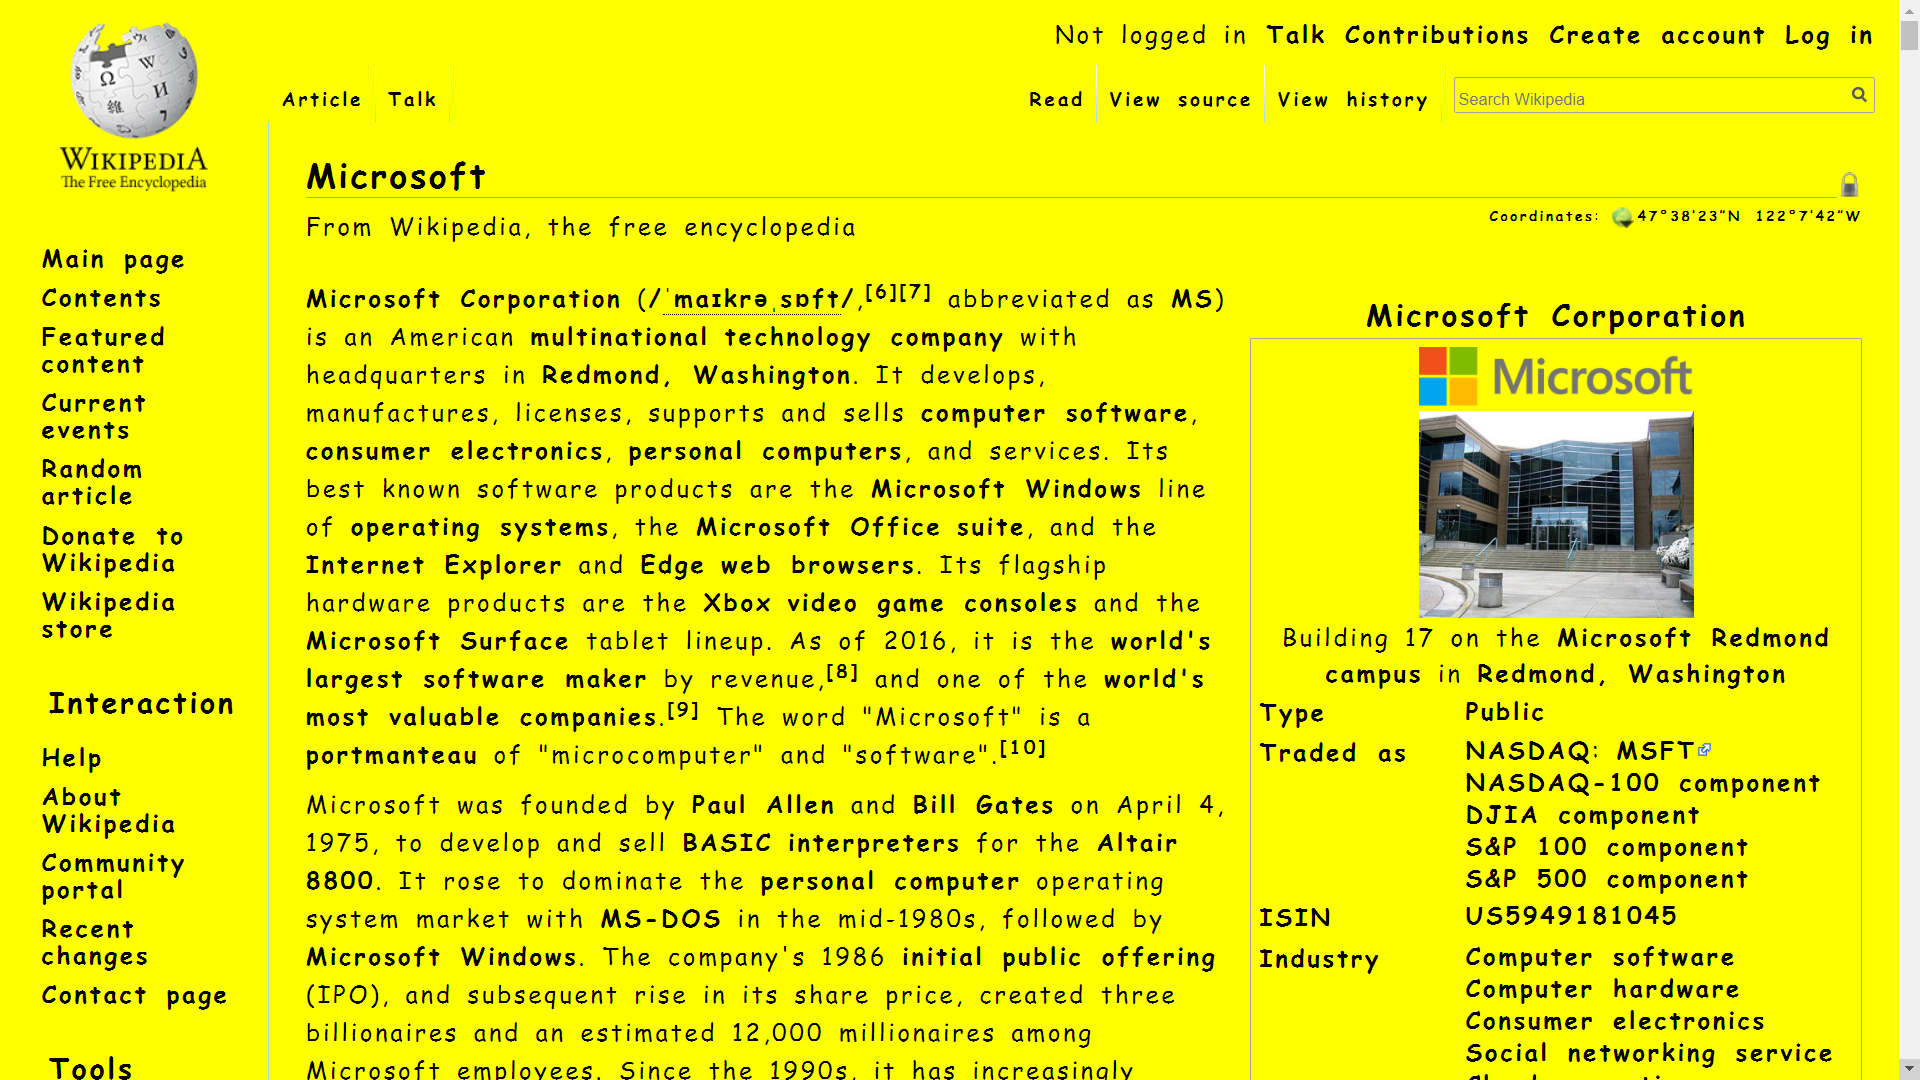 Not logged in Talk Contributions Create account Log in
Article Talk
Read View source View history Search Wikipedia
WIKIPEDIA
The Free Encyclopedia
Main page
Contents
Featured
content
Current
events
Random
article
Donate to
Wikipedia
Wikipedia
store
Interaction
Help
About
Wikipedia
Community
portal
Recent
changes
Contact page
Tools
Microsoft
From Wikipedia, the free encyclopedia
Coordinates: 47°38′23″N 122°7′42″W
Microsoft Corporation (/ˈmaɪkrəˌsɒft/,[6][7] abbreviated as MS)
is an American multinational technology company with
headquarters in Redmond, Washington. It develops,
manufactures, licenses, supports and sells computer software,
consumer electronics, personal computers, and services. Its
best known software products are the Microsoft Windows line
of operating systems, the Microsoft Office suite, and the
Internet Explorer and Edge web browsers. Its flagship
hardware products are the Xbox video game consoles and the
Microsoft Surface tablet lineup. As of 2016, it is the world's
largest software maker by revenue,[8] and one of the world's
most valuable companies.[9] The word "Microsoft" is a
portmanteau of "microcomputer" and "software".[10]
Microsoft was founded by Paul Allen and Bill Gates on April 4,
1975, to develop and sell BASIC interpreters for the Altair
8800. It rose to dominate the personal computer operating
system market with MS-DOS in the mid-1980s, followed by
Microsoft Windows. The company's 1986 initial public offering
(IPO), and subsequent rise in its share price, created three
billionaires and an estimated 12,000 millionaires among
Microsoft employees. Since the 1990s, it has increasingly
Microsoft Corporation
Microsoft
Building 17 on the Microsoft Redmond
campus in Redmond, Washington
Type Public
Traded as NASDAQ: MSFT
NASDAQ-100 component
DJIA component
S&P 100 component
S&P 500 component
ISIN US5949181045
Industry Computer software
Computer hardware
Consumer electronics
Social networking service